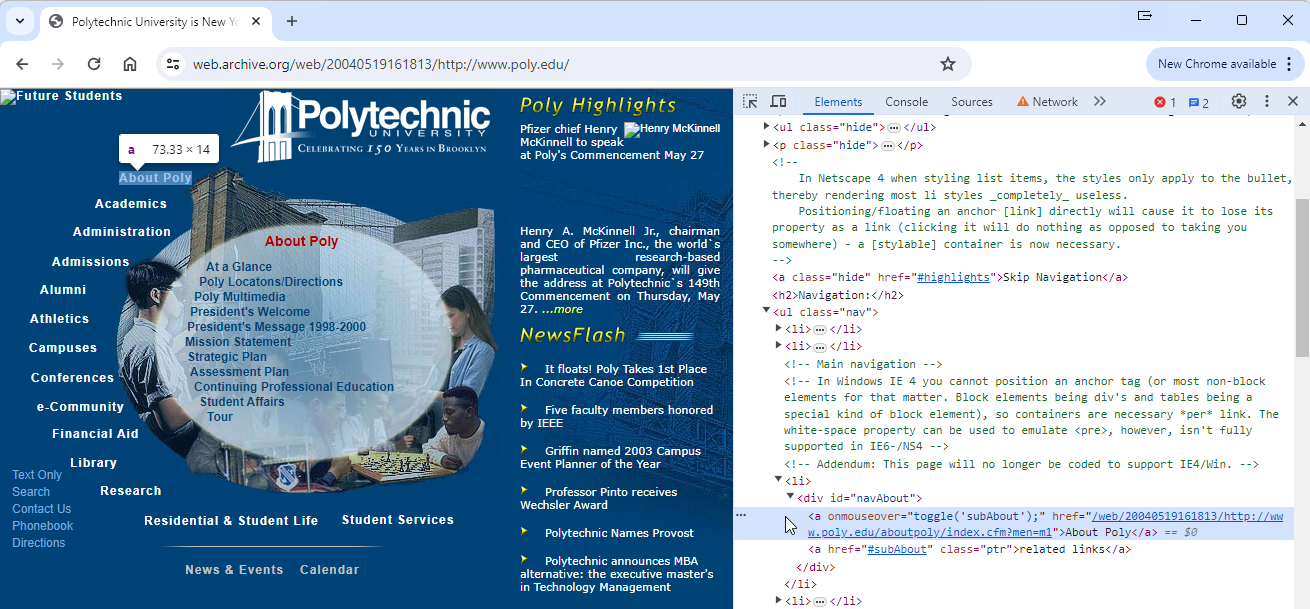 Polytechnic University is New Yo
web.archive.org/web/20040519161813/http://www.poly.edu/
New Chrome available
Future Students
a 73.33 × 14
About Poly
Academics
Administration
Admissions
Alumni
Athletics
Campuses
Conferences
e-Community
Financial Aid
Library
Research
Residential & Student Life
Student Services
Text Only
Search
Contact Us
Phonebook
Directions
News & Events
Calendar
Polytechnic
UNIVERSITY
CELEBRATING 150 YEARS IN BROOKLYN
About Poly
At a Glance
Poly Locatons/Directions
Poly Multimedia
President's Welcome
President's Message 1998-2000
Mission Statement
Strategic Plan
Assessment Plan
Continuing Professional Education
Student Affairs
Tour
Poly Highlights
Pfizer chief Henry
McKinnell to speak
at Poly's Commencement May 27
Henry McKinnell
Henry A. McKinnell Jr., chairman
and CEO of Pfizer Inc., the world`s
largest research-based
pharmaceutical company, will give
the address at Polytechnic`s 149th
Commencement on Thursday, May
27. ...more
NewsFlash
It floats! Poly Takes 1st Place
In Concrete Canoe Competition
Five faculty members honored
by IEEE
Griffin named 2003 Campus
Event Planner of the Year
Professor Pinto receives
Wechsler Award
Polytechnic Names Provost
Polytechnic announces MBA
alternative: the executive master's
in Technology Management
Elements Console Sources Network 1 2
<ul class="hide"> … </ul>
<p class="hide"> … </p>
<!--
In Netscape 4 when styling list items, the styles only apply to the bullet,
thereby rendering most li styles _completely_ useless.
Positioning/floating an anchor [link] directly will cause it to lose its
property as a link (clicking it will do nothing as opposed to taking you
somewhere) - a [stylable] container is now necessary.
-->
<a class="hide" href="#highlights">Skip Navigation</a>
<h2>Navigation:</h2>
<ul class="nav">
<li> … </li>
<li> … </li>
<!-- Main navigation -->
<!-- In Windows IE 4 you cannot position an anchor tag (or most non-block
elements for that matter. Block elements being div's and tables being a
special kind of block element), so containers are necessary *per* link. The
white-space property can be used to emulate <pre>, however, isn't fully
supported in IE6-/NS4 -->
<!-- Addendum: This page will no longer be coded to support IE4/Win. -->
<li>
<div id="navAbout">
<a onmouseover="toggle('subAbout');" href="/web/20040519161813/http://ww
w.poly.edu/aboutpoly/index.cfm?men=m1">About Poly</a> == $0
<a href="#subAbout" class="ptr">related links</a>
</div>
</li>
<li> … </li>